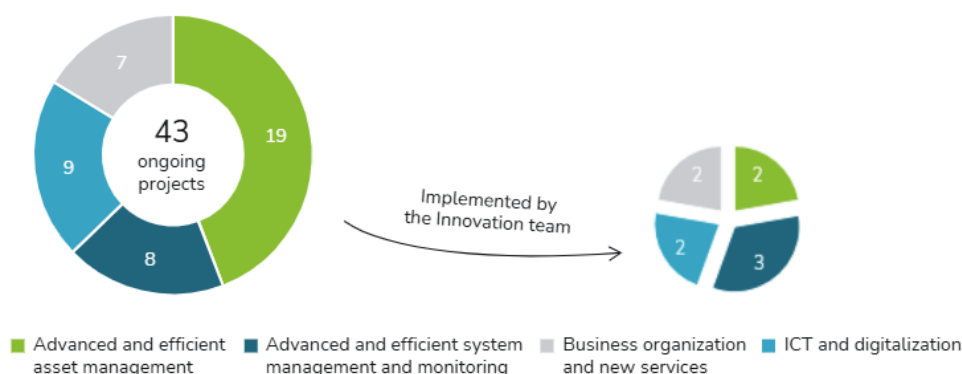 7
19
43
ongoing
projects
9
8
Implemented by
the Innovation team
2
2
2
3
Advanced and efficient
asset management
Advanced and efficient system
management and monitoring
Business organization
and new services
ICT and digitalization